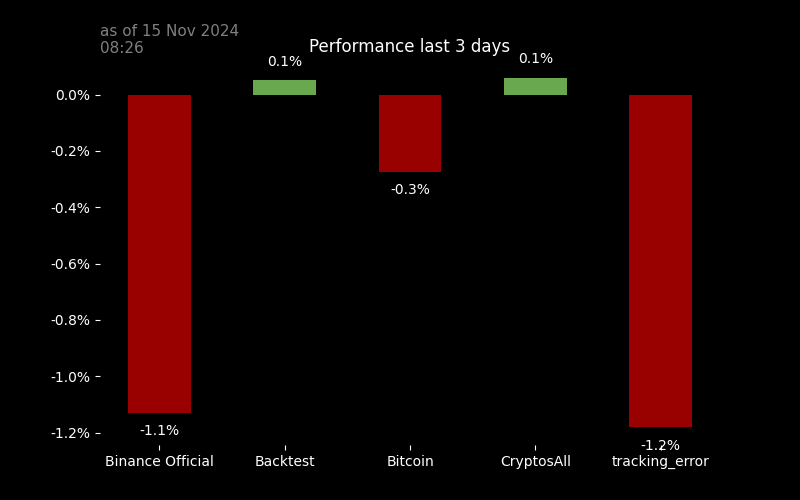 as of 15 Nov 2024
08:26
Performance last 3 days
0.1%
0.1%
0.0%
-0.2%
-0.3%
-0.4%
-0.6%
-0.8%
-1.0%
-1.1%
-1.2%
-1.2%
Binance Official
Backtest
Bitcoin
CryptosAll
tracking_error